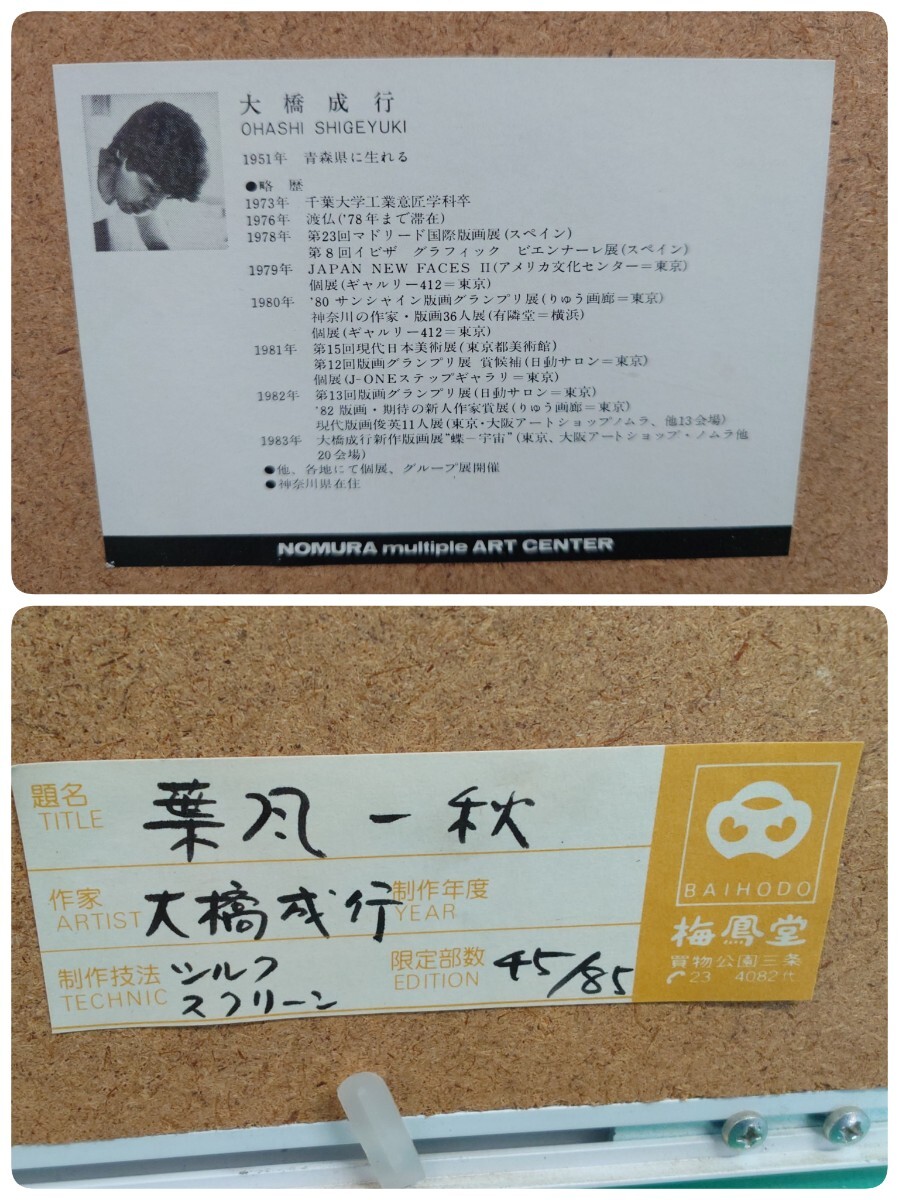 大橋成行
OHASHI SHIGEYUKI
1951年 青森県に生れる
●略 歴
1973年 千葉大学工業意匠学科卒
1976年 渡仏('78年まで滞在)
1978年 第23回マドリード国際版画展(スペイン)
第8回イビザ グラフィック ビエンナーレ展(スペイン)
1979年 JAPAN NEW FACES II(アメリカ文化センター=東京)
個展(ギャルリー412=東京)
1980年 '80 サンシャイン版画グランプリ展(りゅう画廊=東京)
神奈川の作家・版画36人展(有隣堂=横浜)
個展(ギャルリー412=東京)
1981年 第15回現代日本美術展(東京都美術館)
第12回版画グランプリ展 賞候補(日動サロン=東京)
個展(J-ONEステップギャラリ=東京)
1982年 第13回版画グランプリ展(日動サロン=東京)
'82 版画・期待の新人作家賞展(りゅう画廊=東京)
現代版画俊英11人展(東京・大阪アートショップノムラ、他13会場)
1983年 大橋成行新作版画展"蝶-宇宙"(東京、大阪アートショップ・ノムラ他
20会場)
●他、各地にて個展、グループ展開催
●神奈川県在住
NOMURA multiple ART CENTER
題名 葉風-秋
TITLE
作家 大橋成行 制作年度
ARTIST YEAR
制作技法 シルク 限定部数 45/85
TECHNIC スクリーン EDITION
BAIHODO
梅鳳堂
買物公園三条
23 4082代